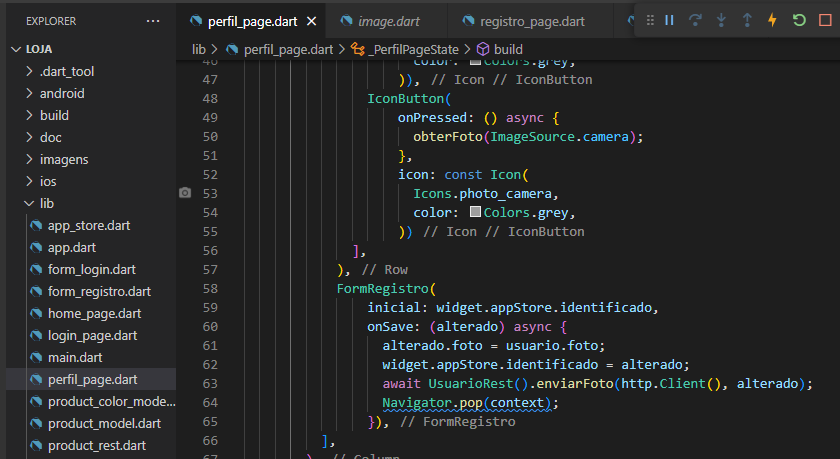 EXPLORER ...
LOJA
.dart_tool
android
build
doc
imagens
ios
lib
app_store.dart
app.dart
form_login.dart
form_registro.dart
home_page.dart
login_page.dart
main.dart
perfil_page.dart
product_color_mode...
product_model.dart
product_rest.dart
perfil_page.dart
image.dart
registro_page.dart
lib > perfil_page.dart > _PerfilPageState > build
46 color: Colors.grey,
47 )), // Icon // IconButton
48 IconButton(
49 onPressed: () async {
50 obterFoto(ImageSource.camera);
51 },
52 icon: const Icon(
53 Icons.photo_camera,
54 color: Colors.grey,
55 )) // Icon // IconButton
56 ],
57 ), // Row
58 FormRegistro(
59 inicial: widget.appStore.identificado,
60 onSave: (alterado) async {
61 alterado.foto = usuario.foto;
62 widget.appStore.identificado = alterado;
63 await UsuarioRest().enviarFoto(http.Client(), alterado);
64 Navigator.pop(context);
65 }), // FormRegistro
66 ],
67 ), // Column